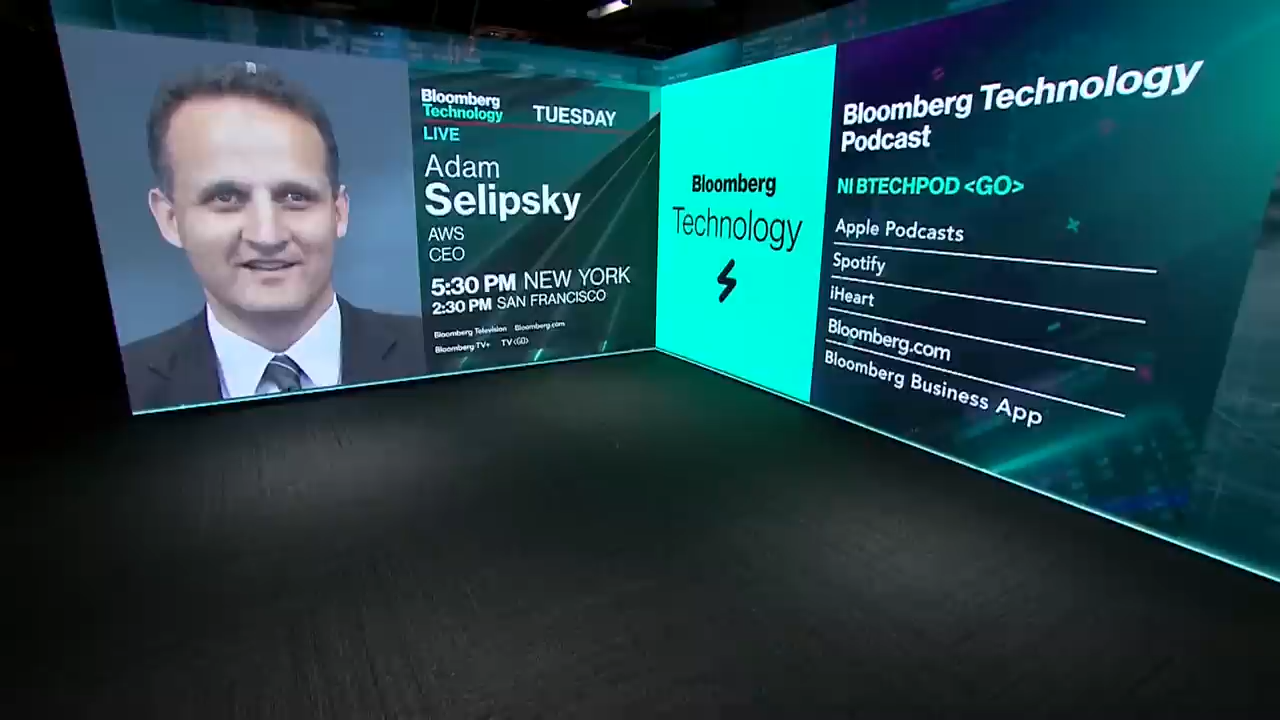 Bloomberg
Technology
TUESDAY
LIVE
Adam
Selipsky
AWS
CEO
5:30 PM NEW YORK
2:30 PM SAN FRANCISCO
Bloomberg Television Bloomberg.com
Bloomberg TV+ TV<GO>
Bloomberg
Technology
Bloomberg Technology
Podcast
NI BTECHPOD <GO>
Apple Podcasts
Spotify
iHeart
Bloomberg.com
Bloomberg Business App